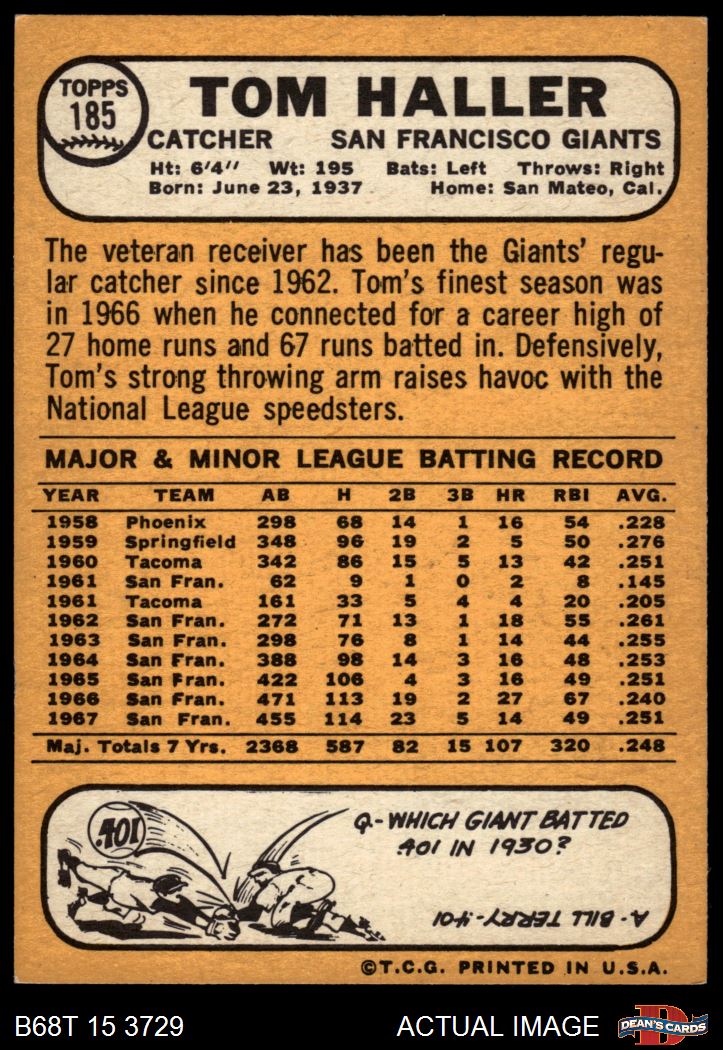 TOPPS
185
TOM HALLER
CATCHER SAN FRANCISCO GIANTS
Ht: 6'4" Wt: 195 Bats: Left Throws: Right
Born: June 23, 1937 Home: San Mateo, Cal.
The veteran receiver has been the Giants' regu-
lar catcher since 1962. Tom's finest season was
in 1966 when he connected for a career high of
27 home runs and 67 runs batted in. Defensively,
Tom's strong throwing arm raises havoc with the
National League speedsters.
MAJOR & MINOR LEAGUE BATTING RECORD
YEAR TEAM AB H 2B 3B HR RBI AVG.
1958 Phoenix 298 68 14 1 16 54 .228
1959 Springfield 348 96 19 2 5 50 .276
1960 Tacoma 342 86 15 5 13 42 .251
1961 San Fran. 62 9 1 0 2 8 .145
1961 Tacoma 161 33 5 4 4 20 .205
1962 San Fran. 272 71 13 1 18 55 .261
1963 San Fran. 298 76 8 1 14 44 .255
1964 San Fran. 388 98 14 3 16 48 .253
1965 San Fran. 422 106 4 3 16 49 .251
1966 San Fran. 471 113 19 2 27 67 .240
1967 San Fran. 455 114 23 5 14 49 .251
Maj. Totals 7 Yrs. 2368 587 82 15 107 320 .248
.401
Q.-WHICH GIANT BATTED
.401 IN 1930?
A-BILL TERRY-.401
©T.C.G. PRINTED IN U.S.A.
B68T 15 3729 ACTUAL IMAGE
D
DEAN'S CARDS